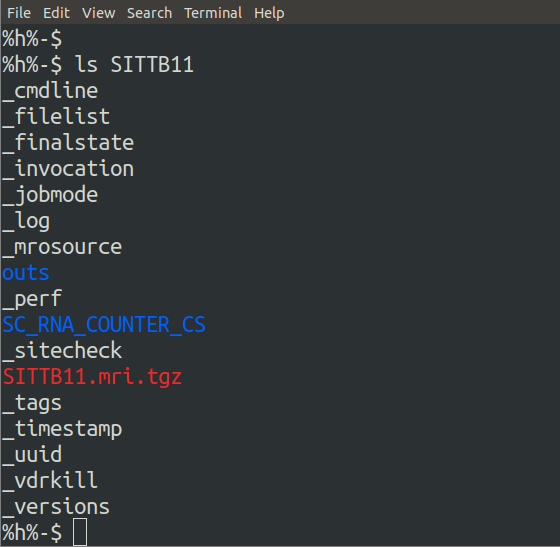 File Edit View Search Terminal Help
%h%-$
%h%-$ ls SITTB11
_cmdline
_filelist
_finalstate
_invocation
_jobmode
_log
_mrosource
outs
_perf
SC_RNA_COUNTER_CS
_sitecheck
SITTB11.mri.tgz
_tags
_timestamp
_uuid
_vdrkill
_versions
%h%-$